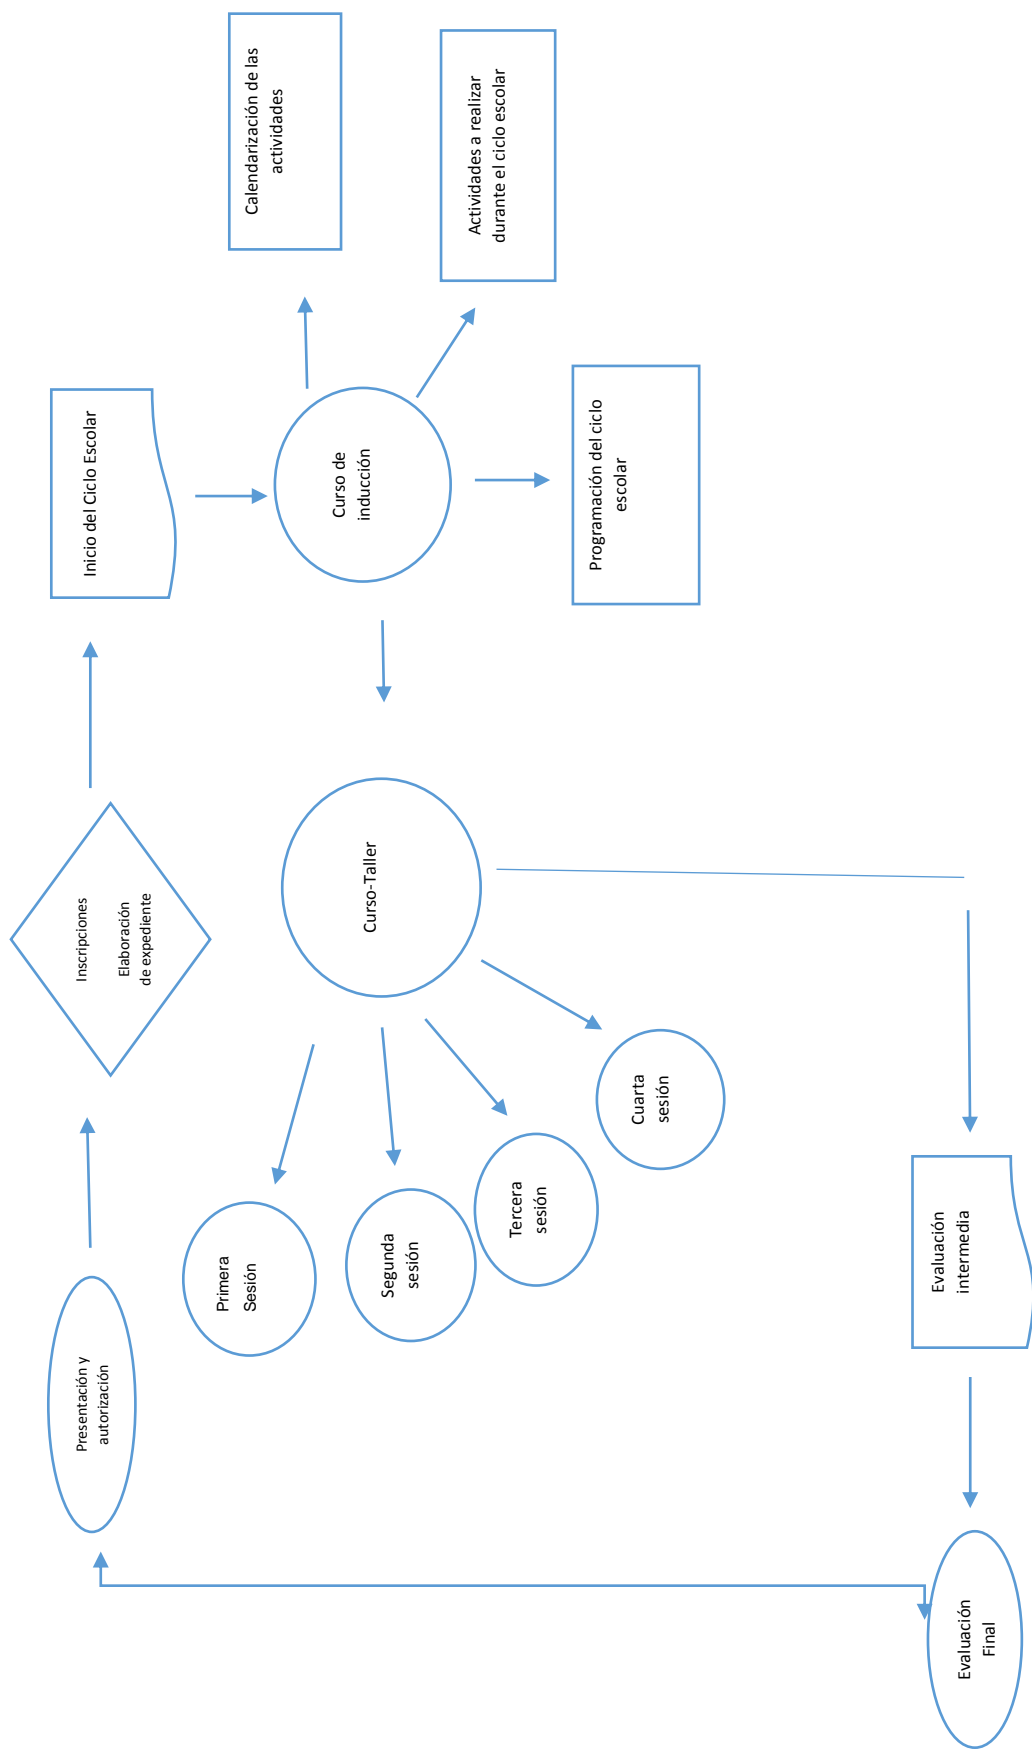 Presentación y
autorización
Inscripciones
Elaboración
de expediente
Inicio del Ciclo Escolar
Curso de
inducción
Calendarización de las
actividades
Actividades a realizar
durante el ciclo escolar
Programación del ciclo
escolar
Curso-Taller
Primera
Sesión
Segunda
sesión
Tercera
sesión
Cuarta
sesión
Evaluación
intermedia
Evaluación
Final